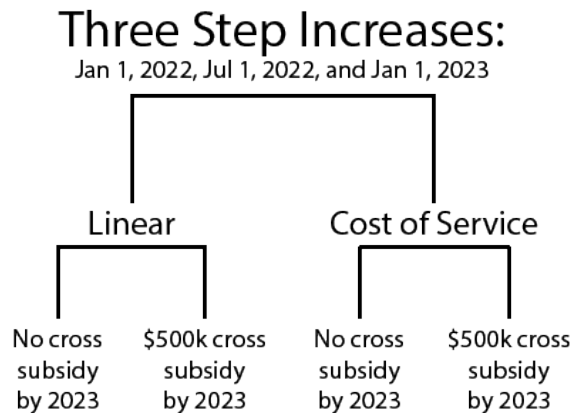 Three Step Increases:
Jan 1, 2022, Jul 1, 2022, and Jan 1, 2023
Linear
Cost of Service
No cross
subsidy
by 2023
$500k cross
subsidy
by 2023
No cross
subsidy
by 2023
$500k cross
subsidy
by 2023